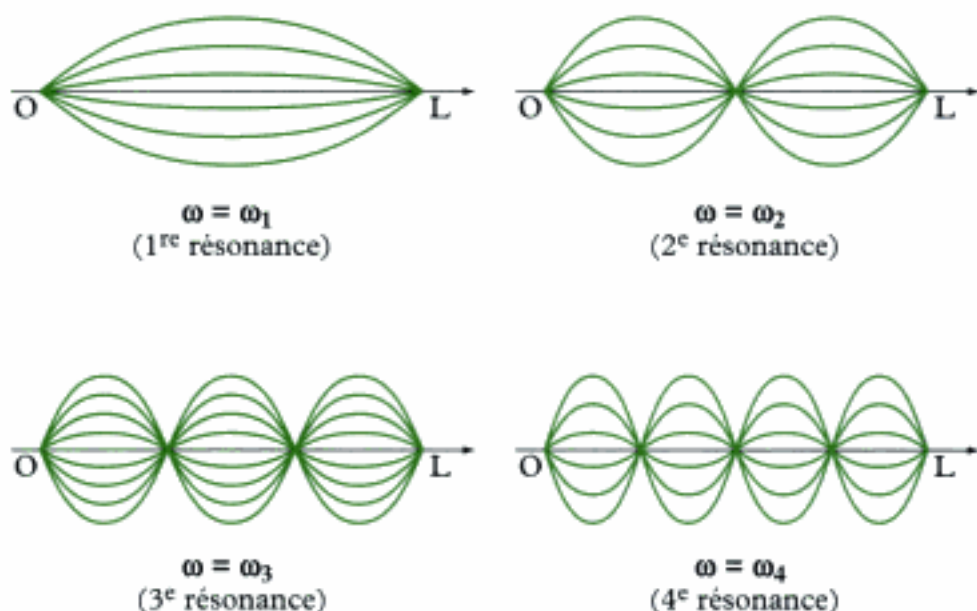 O L
O L
ω = ω₁
(1ʳᵉ résonance)
ω = ω₂
(2ᵉ résonance)
O L
O L
ω = ω₃
(3ᵉ résonance)
ω = ω₄
(4ᵉ résonance)